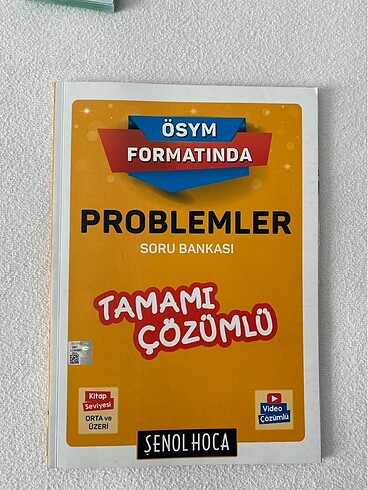 ÖSYM
FORMATINDA
PROBLEMLER
SORU BANKASI
TAMAMI
ÇÖZÜMLÜ
Kitap
Seviyesi
ORTA ve
ÜZERİ
Video
Çözümlü
ŞENOL HOCA